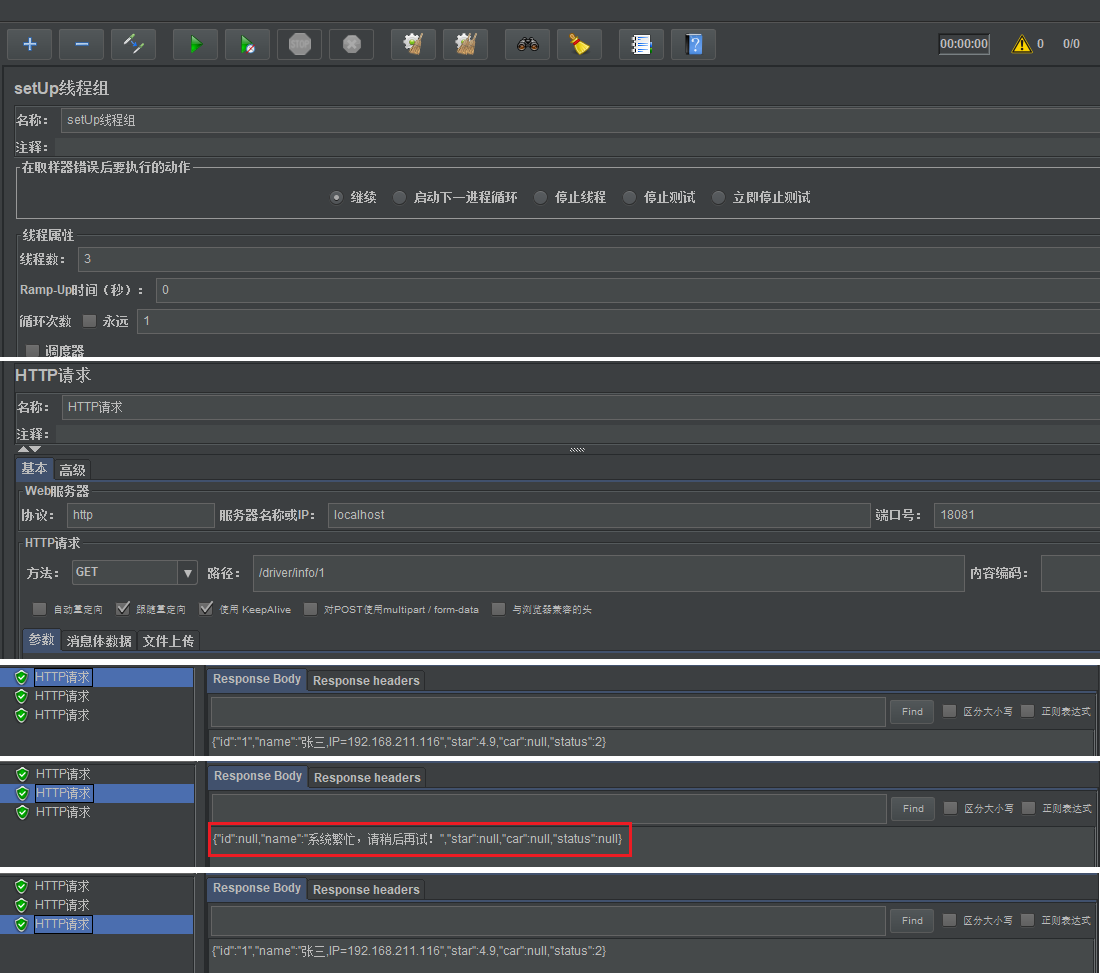 STOP
00:00:00 0 0/0
setUp线程组
名称： setUp线程组
注释：
在取样器错误后要执行的动作
继续 启动下一进程循环 停止线程 停止测试 立即停止测试
线程属性
线程数： 3
Ramp-Up时间（秒）： 0
循环次数 永远 1
调度器
HTTP请求
名称： HTTP请求
注释：
基本 高级
Web服务器
协议： http 服务器名称或IP： localhost 端口号： 18081
HTTP请求
方法： GET 路径： /driver/info/1 内容编码：
自动重定向 跟随重定向 使用 KeepAlive 对POST使用multipart / form-data 与浏览器兼容的头
参数 消息体数据 文件上传
HTTP请求
HTTP请求
HTTP请求
Response Body Response headers
Find 区分大小写 正则表达式
{"id":"1","name":"张三,IP=192.168.211.116","star":4.9,"car":null,"status":2}
HTTP请求
HTTP请求
HTTP请求
Response Body Response headers
Find 区分大小写 正则表达式
{"id":null,"name":"系统繁忙，请稍后再试！","star":null,"car":null,"status":null}
HTTP请求
HTTP请求
HTTP请求
Response Body Response headers
Find 区分大小写 正则表达式
{"id":"1","name":"张三,IP=192.168.211.116","star":4.9,"car":null,"status":2}